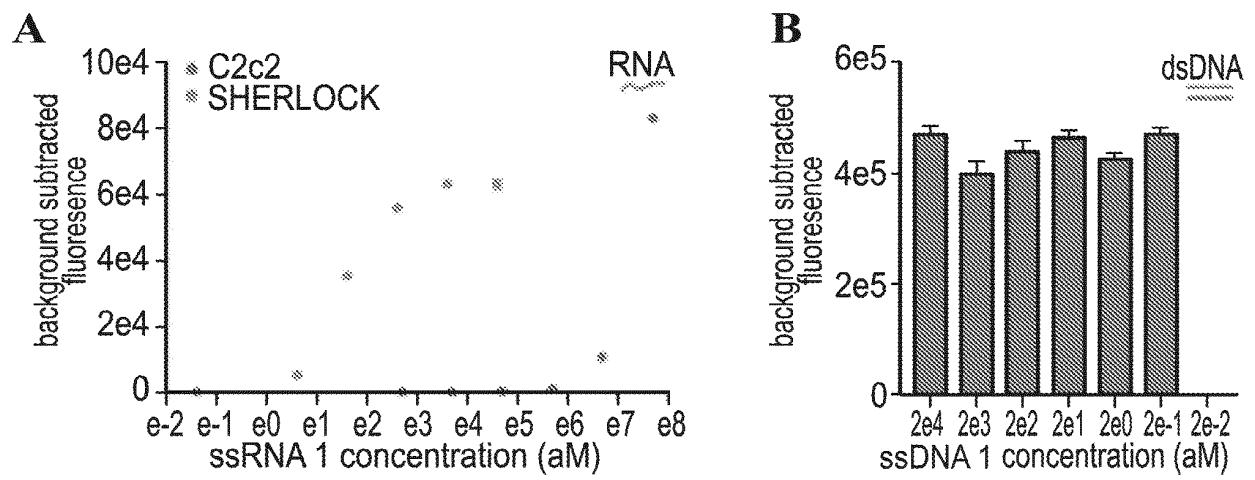 A
background subtracted
fluoresence
10e4
8e4
6e4
4e4
2e4
0
C2c2
SHERLOCK
RNA
e-2 e-1 e0 e1 e2 e3 e4 e5 e6 e7 e8
ssRNA 1 concentration (aM)
B
background subtracted
fluoresence
6e5
4e5
2e5
0
dsDNA
2e4 2e3 2e2 2e1 2e0 2e-1 2e-2
ssDNA 1 concentration (aM)